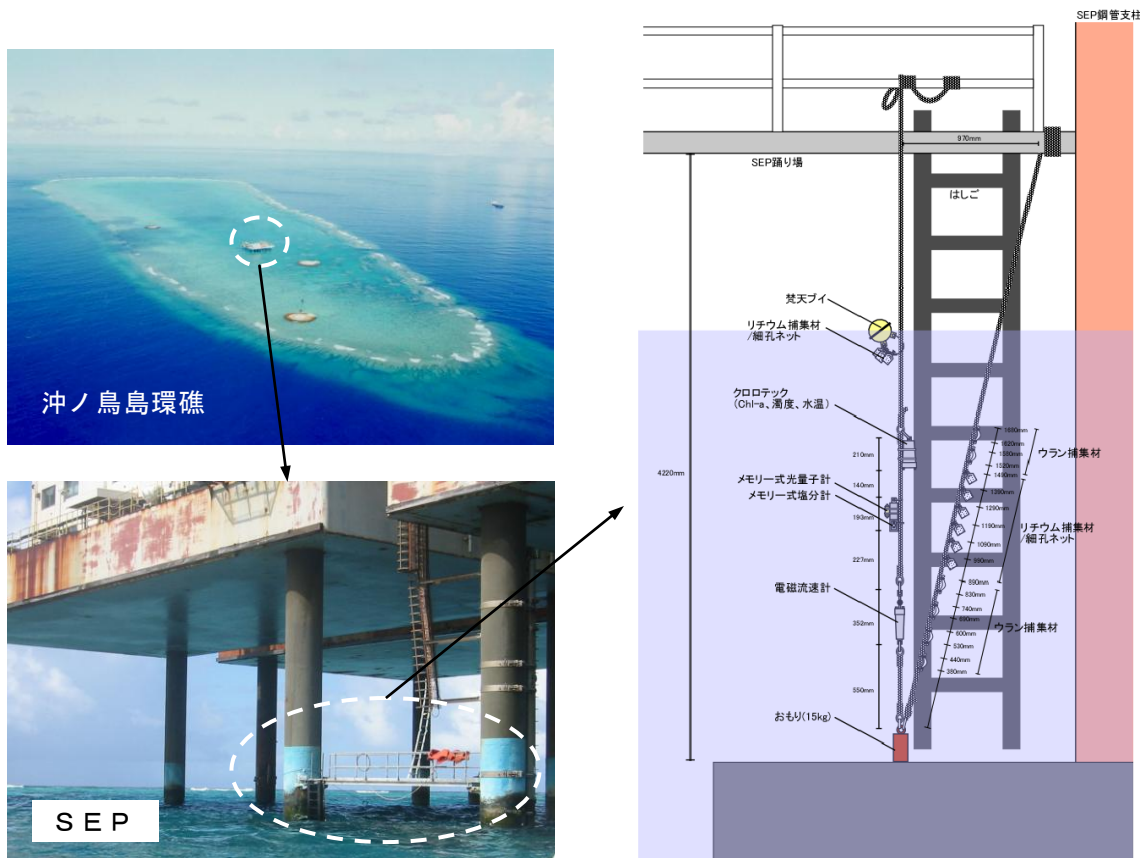 沖ノ鳥島環礁
SEP
SEP鋼管支柱
970mm
SEP踊り場
はしご
4220mm
梵天ブイ
リチウム捕集材
/細孔ネット
クロロテック
(Chl-a、濁度、水温)
210mm
140mm
メモリー式光量子計
メモリー式塩分計
193mm
227mm
電磁流速計
352mm
550mm
おもり(15kg)
1690mm
1620mm
1580mm
1520mm
1490mm
ウラン捕集材
1390mm
1290mm
1190mm
1090mm
990mm
リチウム捕集材
/細孔ネット
890mm
830mm
740mm
690mm
600mm
530mm
440mm
380mm
ウラン捕集材